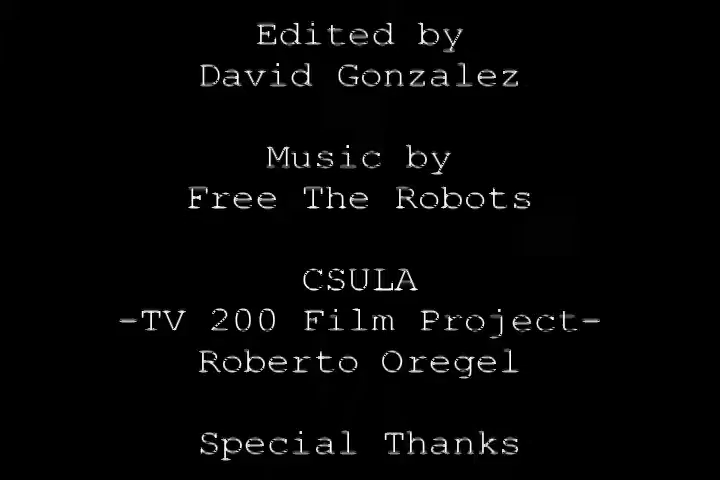 Edited by
David Gonzalez
Music by
Free The Robots
CSULA
-TV 200 Film Project-
Roberto Oregel
Special Thanks